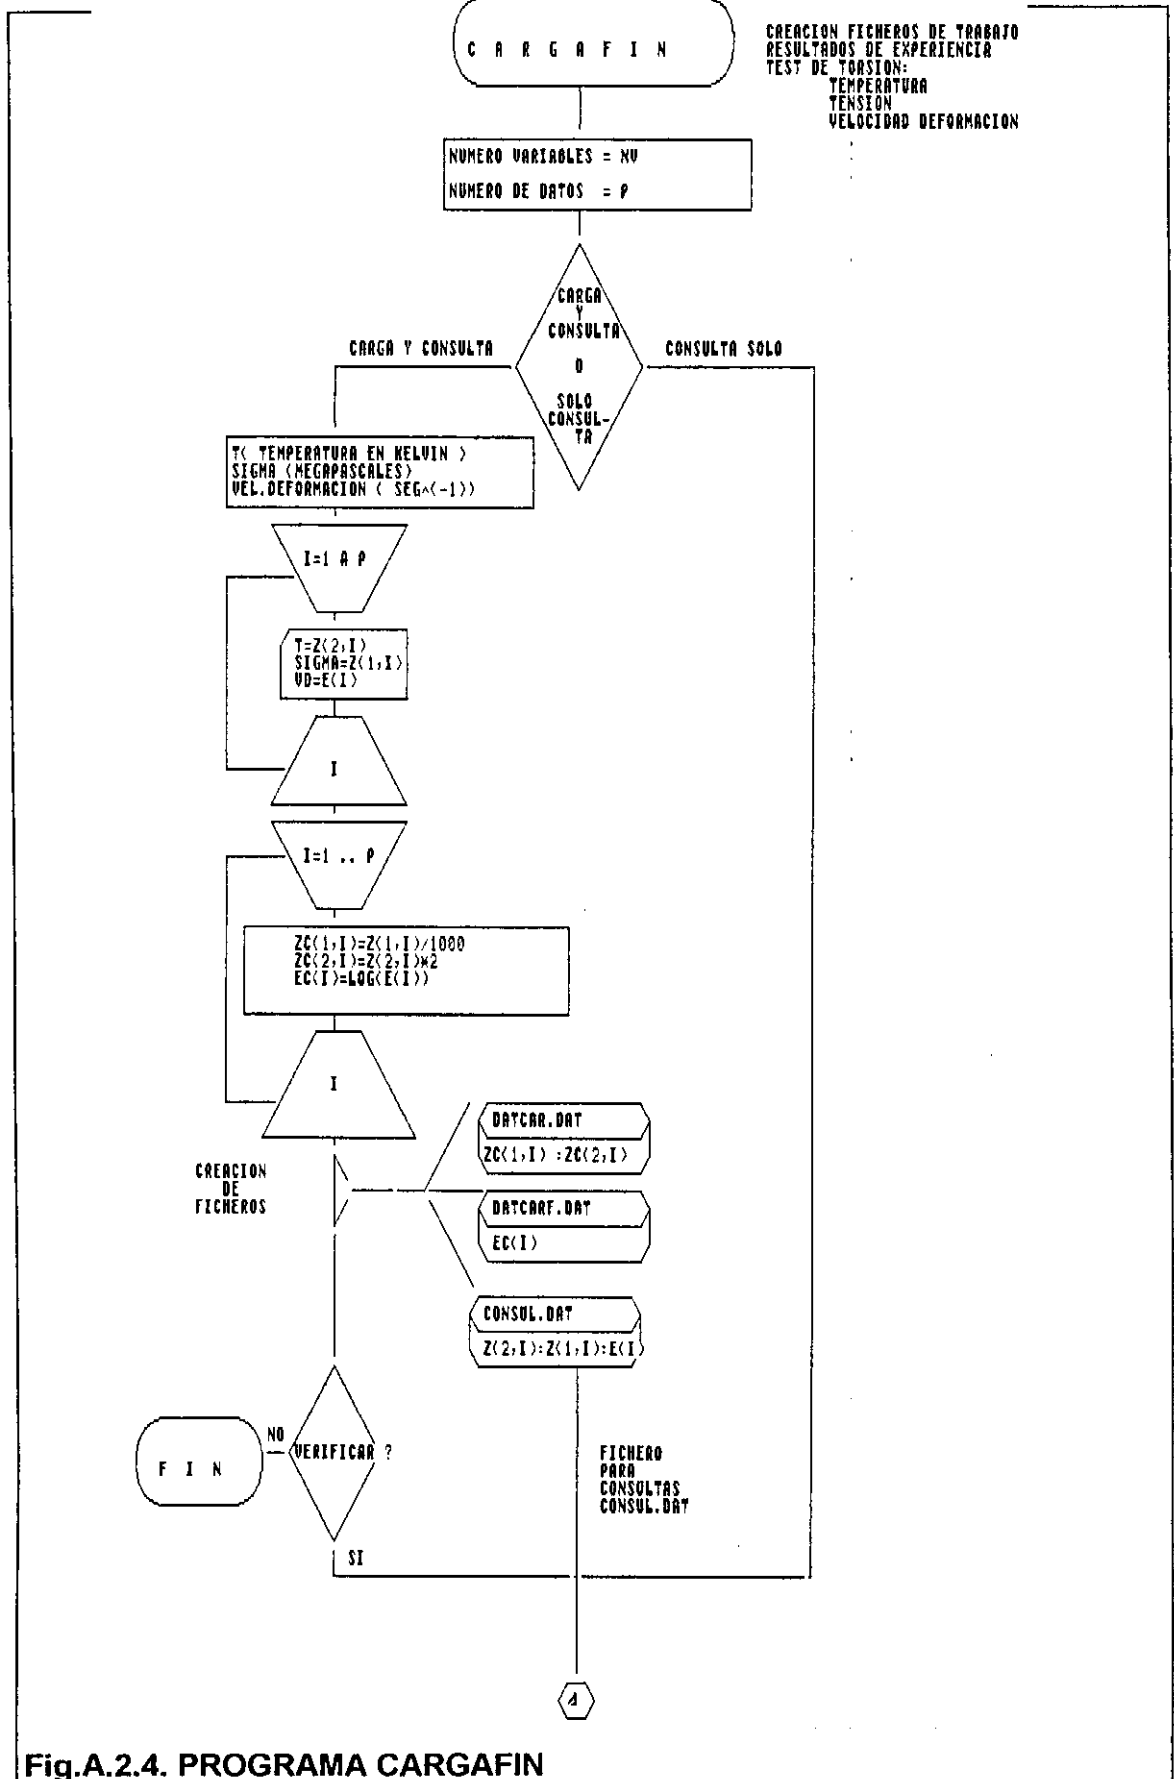 C A R G A F I N
CREACION FICHEROS DE TRABAJO
RESULTADOS DE EXPERIENCIA
TEST DE TORSION:
TEMPERATURA
TENSION
VELOCIDAD DEFORMACION
NUMERO VARIABLES = NV
NUMERO DE DATOS = P
CARGA
Y
CONSULTA
O
SOLO
CONSUL-
TA
CARGA Y CONSULTA
CONSULTA SOLO
T( TEMPERATURA EN KELVIN )
SIGMA (MEGAPASCALES)
VEL.DEFORMACION ( SEG^(-1))
I=1 A P
T=Z(2,I)
SIGMA=Z(1,I)
VD=E(I)
I
I=1 .. P
ZC(1,I)=Z(1,I)/1000
ZC(2,I)=Z(2,I)*2
EC(I)=LOG(E(I))
I
CREACION
DE
FICHEROS
DATCAR.DAT
ZC(1,I) :ZC(2,I)
DATCARF.DAT
EC(I)
CONSUL.DAT
Z(2,I):Z(1,I):E(I)
F I N
NO
VERIFICAR ?
SI
FICHERO
PARA
CONSULTAS
CONSUL.DAT
Fig.A.2.4. PROGRAMA CARGAFIN